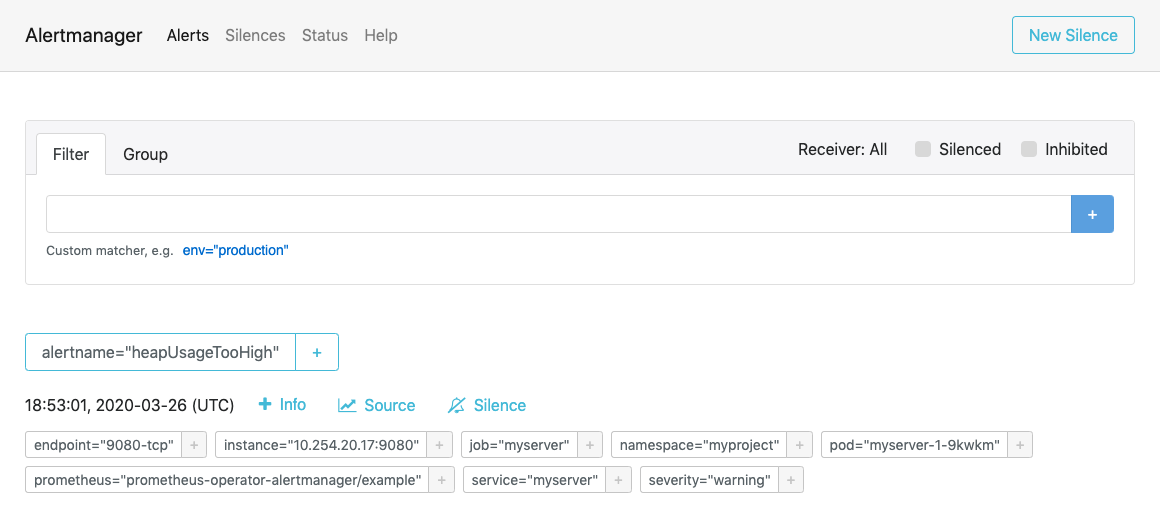 Alertmanager Alerts Silences Status Help New Silence
Filter Group Receiver: All Silenced Inhibited
+
Custom matcher, e.g. env="production"
alertname="heapUsageTooHigh" +
18:53:01, 2020-03-26 (UTC) + Info Source Silence
endpoint="9080-tcp" + instance="10.254.20.17:9080" + job="myserver" + namespace="myproject" + pod="myserver-1-9kwkm" +
prometheus="prometheus-operator-alertmanager/example" + service="myserver" + severity="warning" +